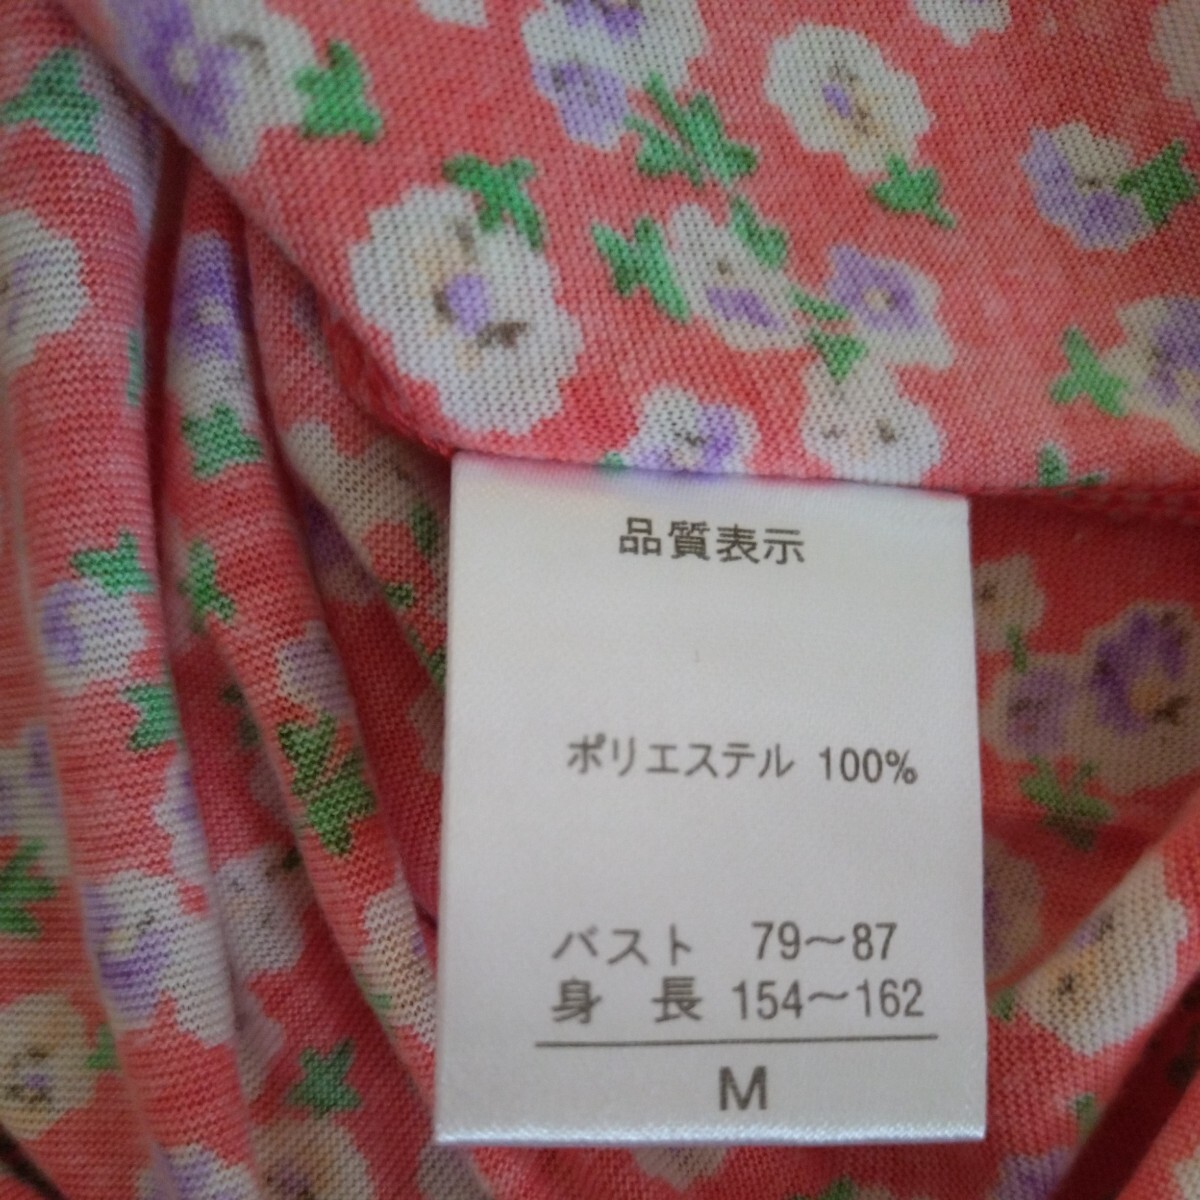 品質表示
ポリエステル 100%
バスト 79～87
身 長 154～162
M